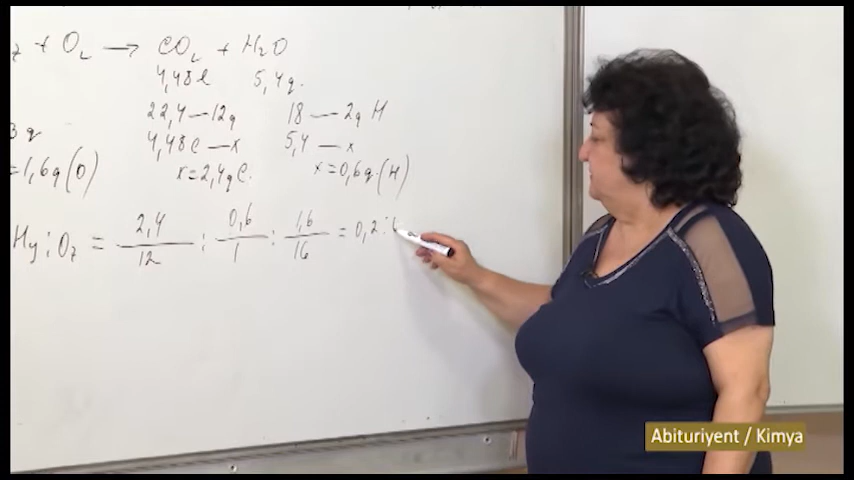 z + O₂ → CO₂ + H₂O
4,48l 5,4q.
22,4—12q 18—2q H
3 q 4,48l—x 5,4—x
=1,6q(O) x=2,4q C. x=0,6q.(H)
Hy : Oz = 2,4/12 : 0,6/1 : 1,6/16 = 0,2 :
Abituriyent / Kimya